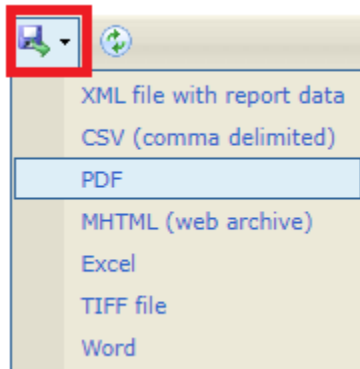 XML file with report data
CSV (comma delimited)
PDF
MHTML (web archive)
Excel
TIFF file
Word